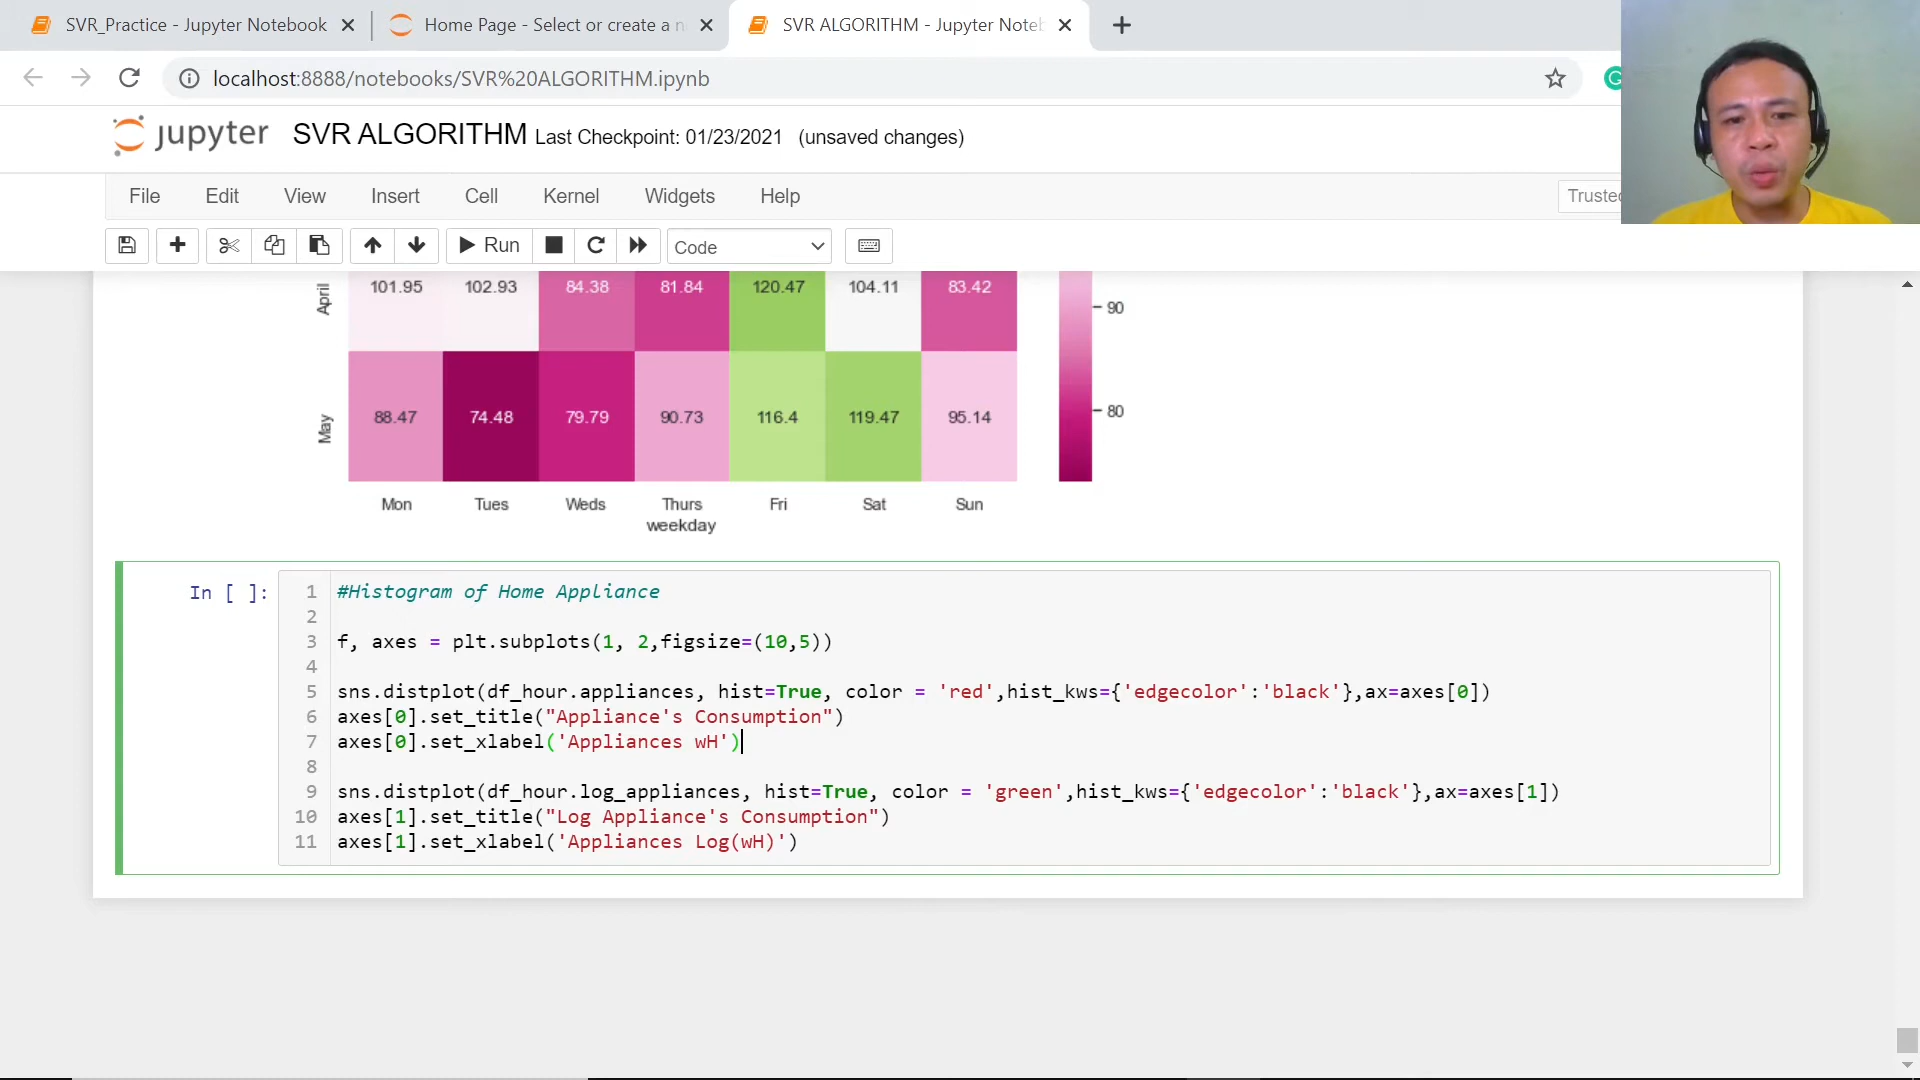 SVR_Practice - Jupyter Notebook
Home Page - Select or create a n
SVR ALGORITHM - Jupyter Noteb
localhost:8888/notebooks/SVR%20ALGORITHM.ipynb
jupyter SVR ALGORITHM Last Checkpoint: 01/23/2021 (unsaved changes)
File Edit View Insert Cell Kernel Widgets Help Trusted
Run Code
April 101.95 102.93 84.38 81.84 120.47 104.11 83.42
90
May 88.47 74.48 79.79 90.73 116.4 119.47 95.14
80
Mon Tues Weds Thurs Fri Sat Sun
weekday
In [ ]:
1 #Histogram of Home Appliance
2
3 f, axes = plt.subplots(1, 2,figsize=(10,5))
4
5 sns.distplot(df_hour.appliances, hist=True, color = 'red',hist_kws={'edgecolor':'black'},ax=axes[0])
6 axes[0].set_title("Appliance's Consumption")
7 axes[0].set_xlabel('Appliances wH')
8
9 sns.distplot(df_hour.log_appliances, hist=True, color = 'green',hist_kws={'edgecolor':'black'},ax=axes[1])
10 axes[1].set_title("Log Appliance's Consumption")
11 axes[1].set_xlabel('Appliances Log(wH)')